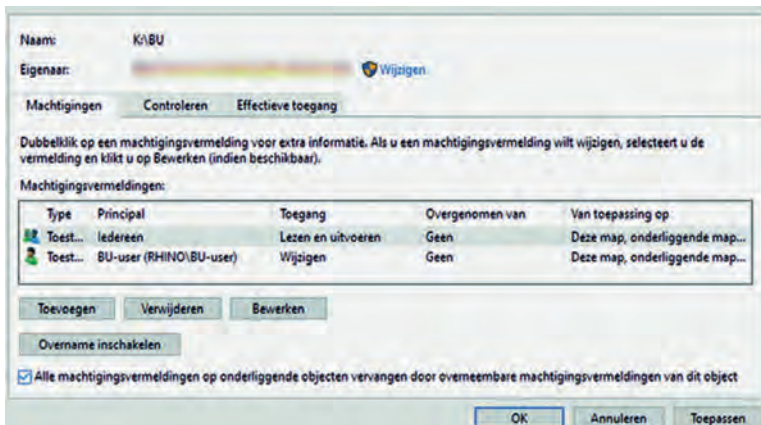 Naam: K:\BU
Eigenaar: Wijzigen
Machtigingen Controleren Effectieve toegang
Dubbelklik op een machtigingsvermelding voor extra informatie. Als u een machtigingsvermelding wilt wijzigen, selecteert u de
vermelding en klikt u op Bewerken (indien beschikbaar).
Machtigingsvermeldingen:
Type Principal Toegang Overgenomen van Van toepassing op
Toest... Iedereen Lezen en uitvoeren Geen Deze map, onderliggende map...
Toest... BU-user (RHINO\BU-user) Wijzigen Geen Deze map, onderliggende map...
Toevoegen Verwijderen Bewerken
Overname inschakelen
Alle machtigingsvermeldingen op onderliggende objecten vervangen door overneembare machtigingsvermeldingen van dit object
OK Annuleren Toepassen